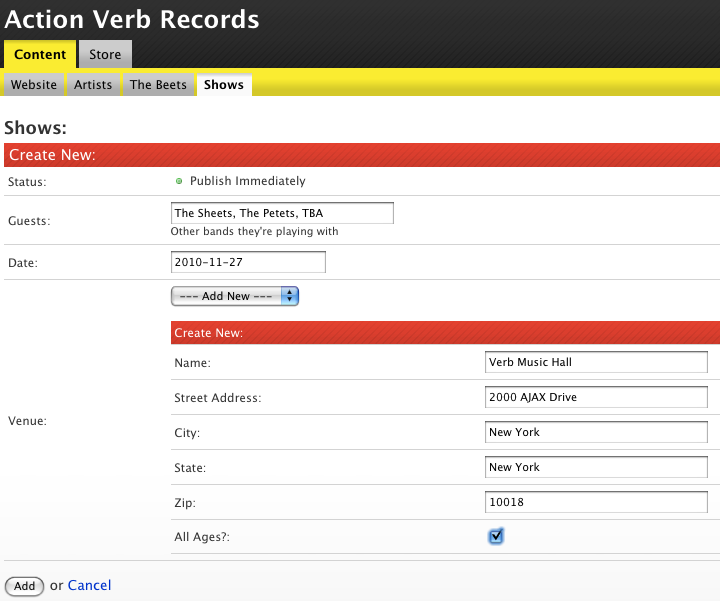 Action Verb Records
Content Store
Website Artists The Beets Shows
Shows:
Create New:
Status: Publish Immediately
Guests: The Sheets, The Petets, TBA
Other bands they're playing with
Date: 2010-11-27
--- Add New ---
Create New:
Name: Verb Music Hall
Street Address: 2000 AJAX Drive
Venue:
City: New York
State: New York
Zip: 10018
All Ages?:
Add or Cancel